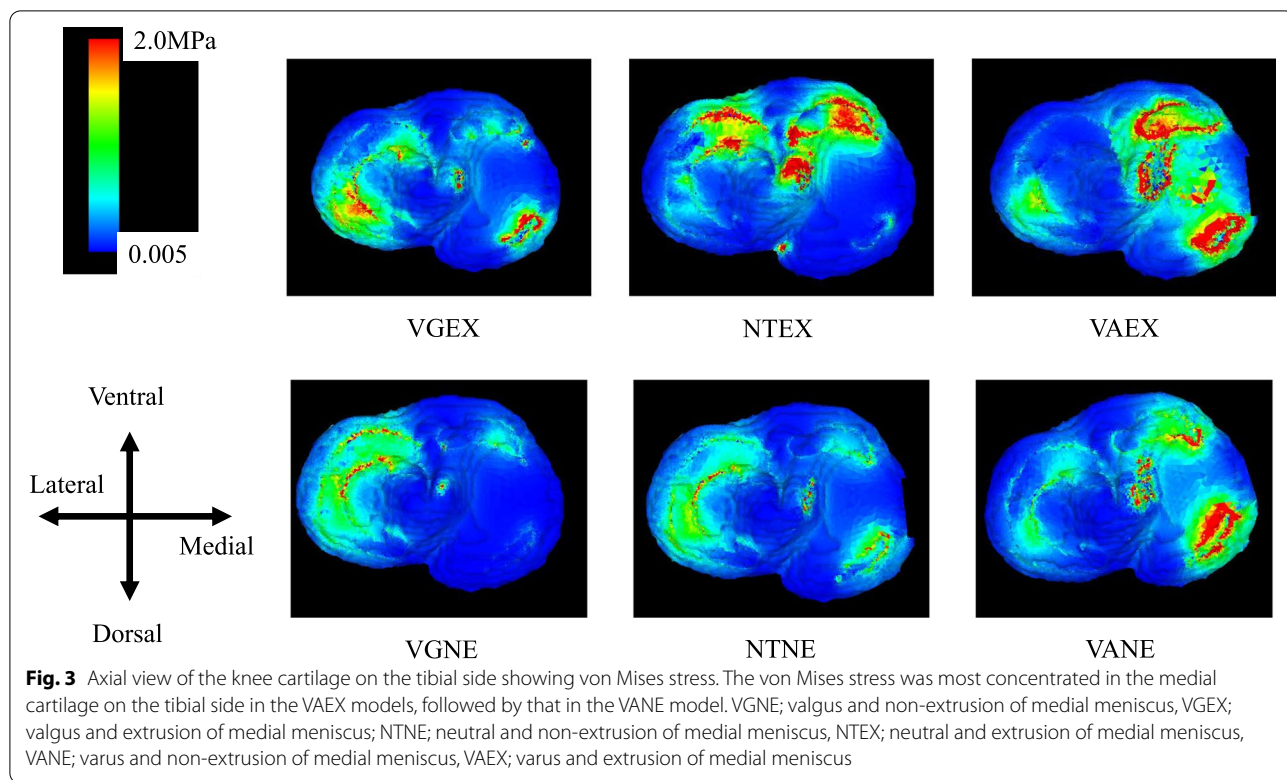 2.0MPa
0.005
VGEX
NTEX
VAEX
Ventral
Lateral
Medial
Dorsal
VGNE
NTNE
VANE
Fig. 3 Axial view of the knee cartilage on the tibial side showing von Mises stress. The von Mises stress was most concentrated in the medial
cartilage on the tibial side in the VAEX models, followed by that in the VANE model. VGNE; valgus and non-extrusion of medial meniscus, VGEX;
valgus and extrusion of medial meniscus; NTNE; neutral and non-extrusion of medial meniscus, NTEX; neutral and extrusion of medial meniscus,
VANE; varus and non-extrusion of medial meniscus, VAEX; varus and extrusion of medial meniscus